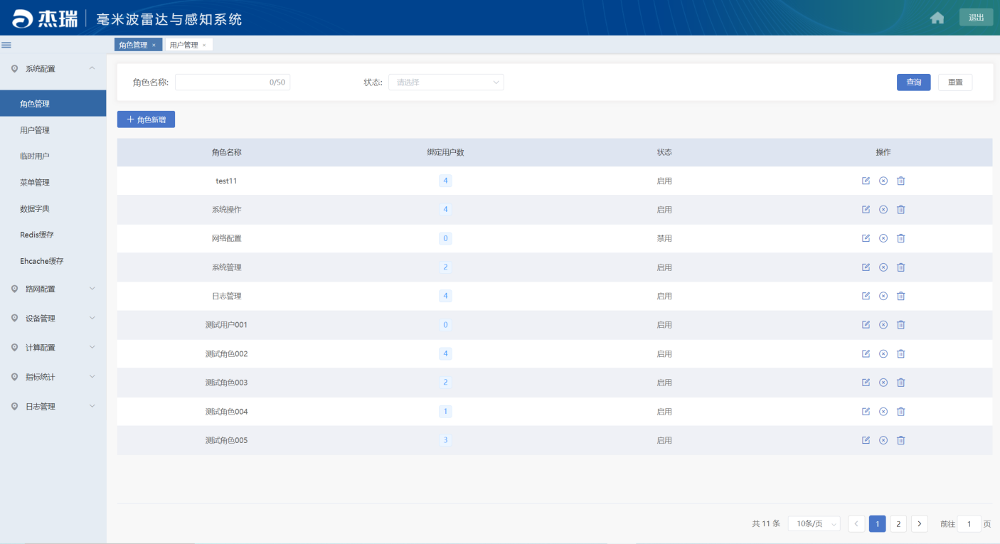 杰瑞 毫米波雷达与感知系统 退出
角色管理 × 用户管理 ×
系统配置
角色管理
用户管理
临时用户
菜单管理
数据字典
Redis缓存
Ehcache缓存
路网配置
设备管理
计算配置
指标统计
日志管理
角色名称: 0/50 状态: 请选择 查询 重置
+ 角色新增
角色名称 绑定用户数 状态 操作
test11 4 启用
系统操作 4 启用
网络配置 0 禁用
系统管理 2 启用
日志管理 4 启用
测试用户001 0 启用
测试角色002 4 启用
测试角色003 2 启用
测试角色004 1 启用
测试角色005 3 启用
共 11 条 10条/页 < 1 2 > 前往 1 页